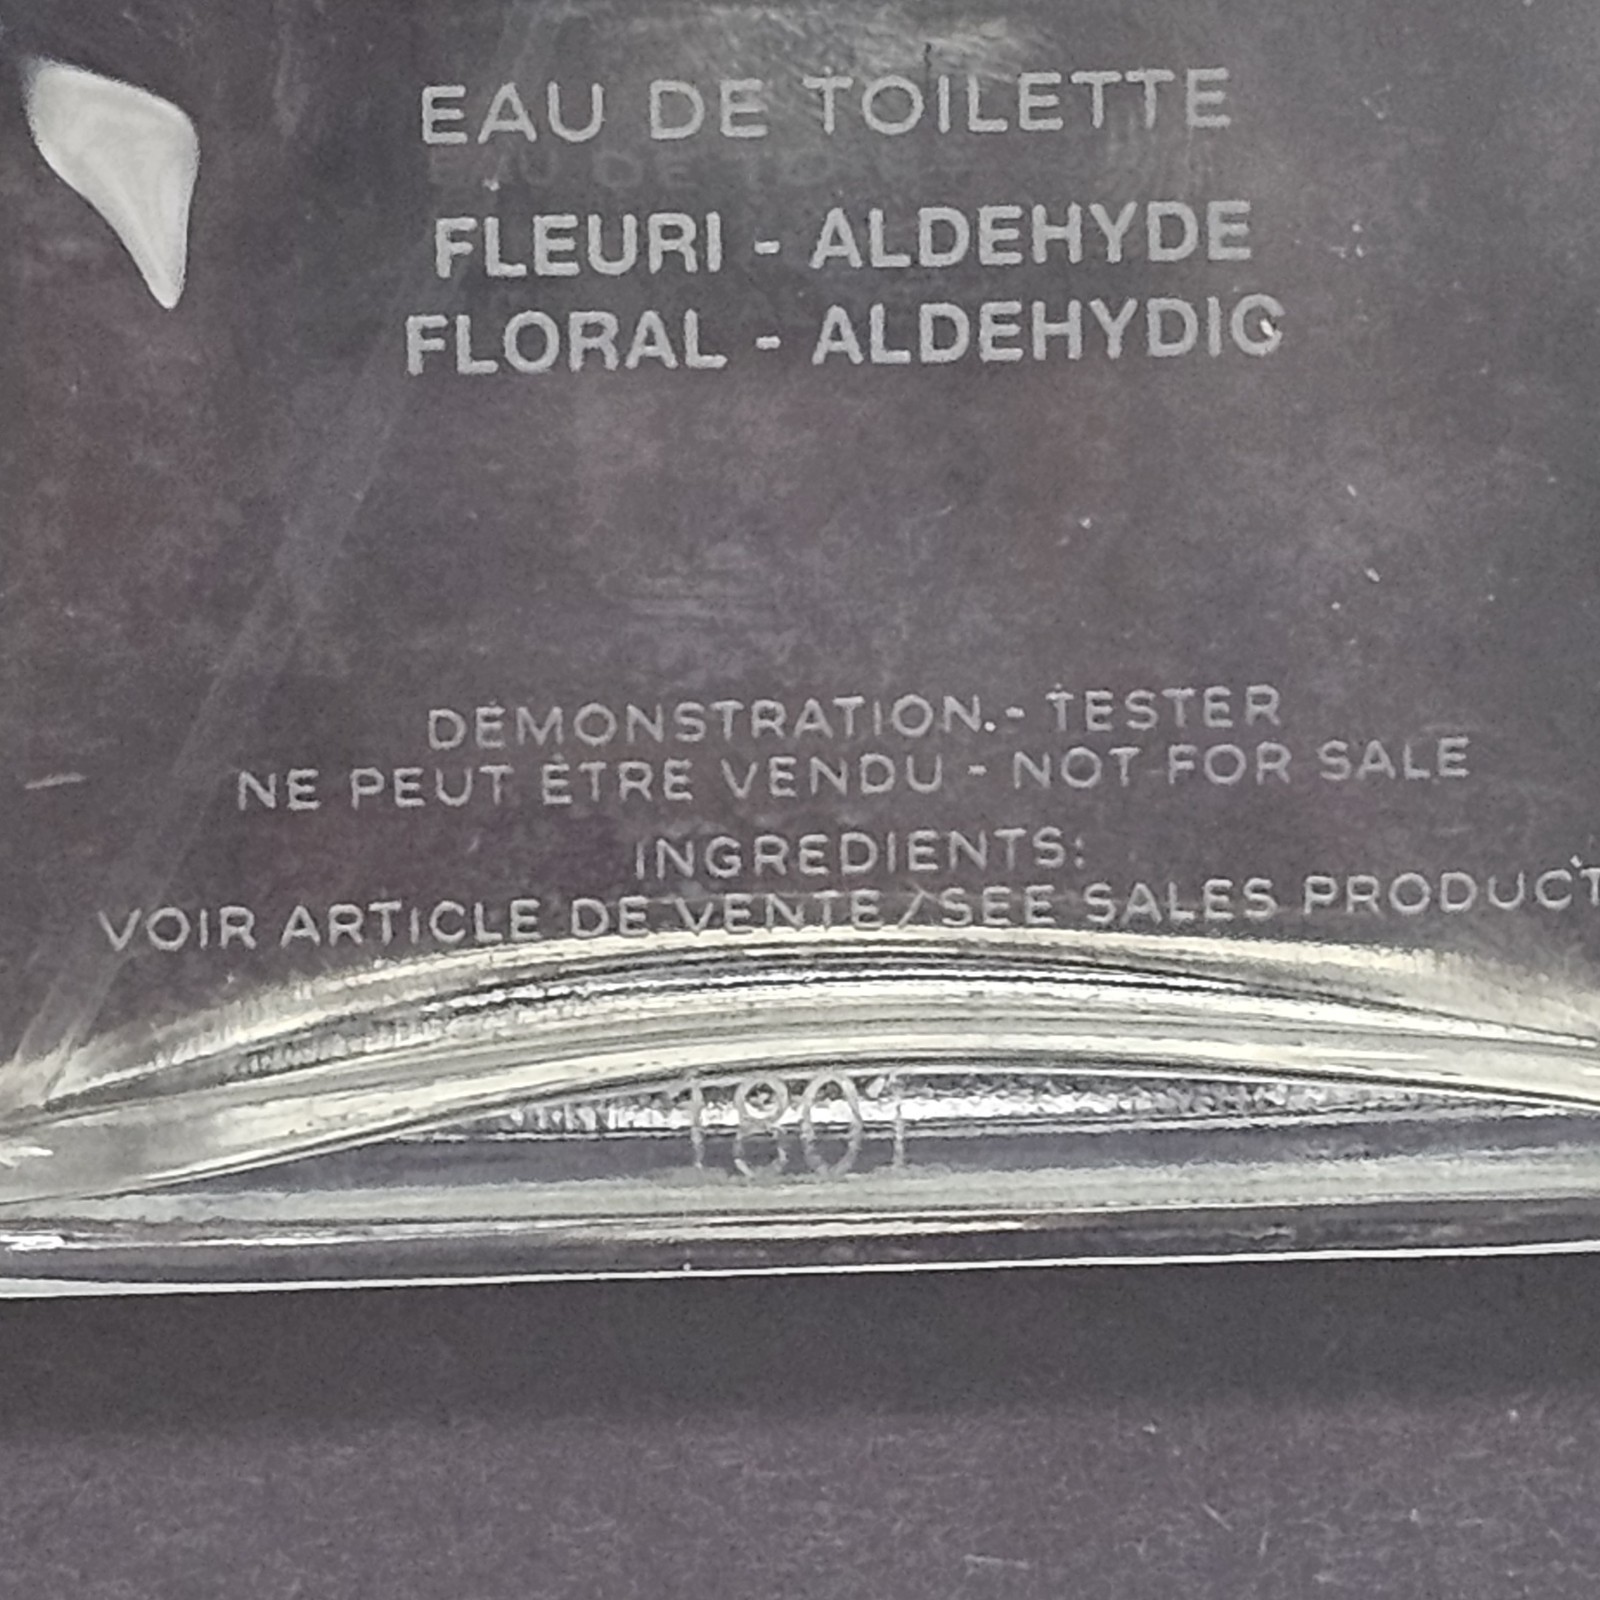 EAU DE TOILETTE
FLEURI - ALDEHYDE
FLORAL - ALDEHYDIC
DÉMONSTRATION.- TESTER
NE PEUT ÊTRE VENDU - NOT FOR SALE
INGREDIENTS:
VOIR ARTICLE DE VENTE/SEE SALES PRODUCT
1801